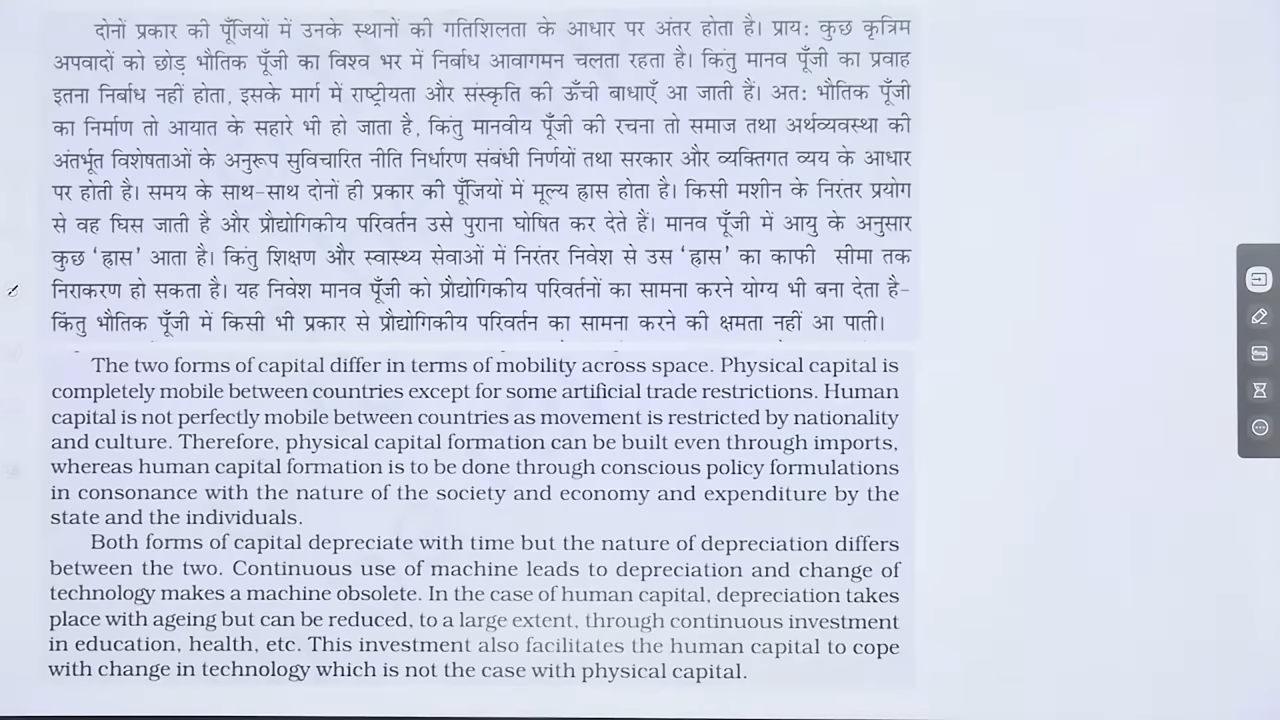 दोनों प्रकार की पूँजियों में उनके स्थानों की गतिशिलता के आधार पर अंतर होता है। प्राय: कुछ कृत्रिम
अपवादों को छोड़ भौतिक पूँजी का विश्व भर में निर्बाध आवागमन चलता रहता है। किंतु मानव पूँजी का प्रवाह
इतना निर्बाध नहीं होता, इसके मार्ग में राष्ट्रीयता और संस्कृति की ऊँची बाधाएँ आ जाती हैं। अत: भौतिक पूँजी
का निर्माण तो आयात के सहारे भी हो जाता है, किंतु मानवीय पूँजी की रचना तो समाज तथा अर्थव्यवस्था की
अंतर्भूत विशेषताओं के अनुरूप सुविचारित नीति निर्धारण संबंधी निर्णयों तथा सरकार और व्यक्तिगत व्यय के आधार
पर होती है। समय के साथ-साथ दोनों ही प्रकार की पूँजियों में मूल्य ह्रास होता है। किसी मशीन के निरंतर प्रयोग
से वह घिस जाती है और प्रौद्योगिकीय परिवर्तन उसे पुराना घोषित कर देते हैं। मानव पूँजी में आयु के अनुसार
कुछ ‘ह्रास’ आता है। किंतु शिक्षण और स्वास्थ्य सेवाओं में निरंतर निवेश से उस ‘ह्रास’ का काफी सीमा तक
निराकरण हो सकता है। यह निवेश मानव पूँजी को प्रौद्योगिकीय परिवर्तनों का सामना करने योग्य भी बना देता है-
किंतु भौतिक पूँजी में किसी भी प्रकार से प्रौद्योगिकीय परिवर्तन का सामना करने की क्षमता नहीं आ पाती।
The two forms of capital differ in terms of mobility across space. Physical capital is
completely mobile between countries except for some artificial trade restrictions. Human
capital is not perfectly mobile between countries as movement is restricted by nationality
and culture. Therefore, physical capital formation can be built even through imports,
whereas human capital formation is to be done through conscious policy formulations
in consonance with the nature of the society and economy and expenditure by the
state and the individuals.
Both forms of capital depreciate with time but the nature of depreciation differs
between the two. Continuous use of machine leads to depreciation and change of
technology makes a machine obsolete. In the case of human capital, depreciation takes
place with ageing but can be reduced, to a large extent, through continuous investment
in education, health, etc. This investment also facilitates the human capital to cope
with change in technology which is not the case with physical capital.